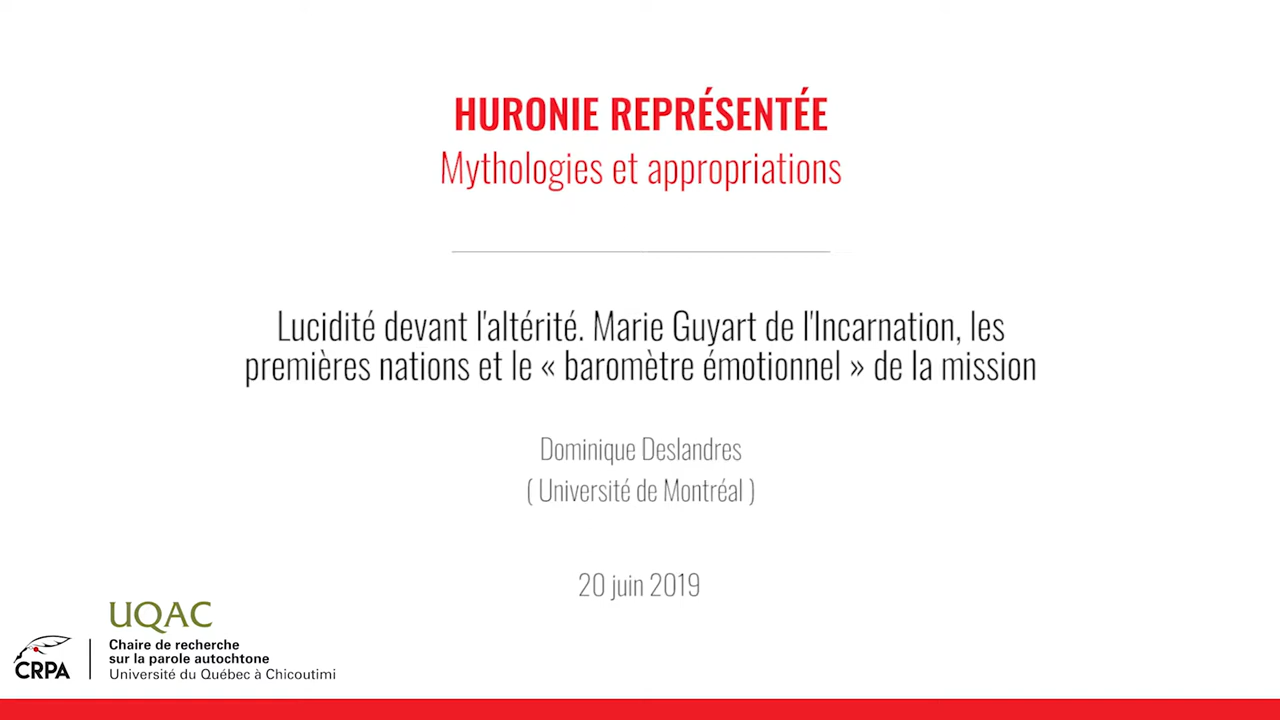 HURONIE REPRÉSENTÉE
Mythologies et appropriations
Lucidité devant l'altérité. Marie Guyart de l'Incarnation, les
premières nations et le « baromètre émotionnel » de la mission
Dominique Deslandres
( Université de Montréal )
20 juin 2019
UQAC
CRPA
Chaire de recherche
sur la parole autochtone
Université du Québec à Chicoutimi